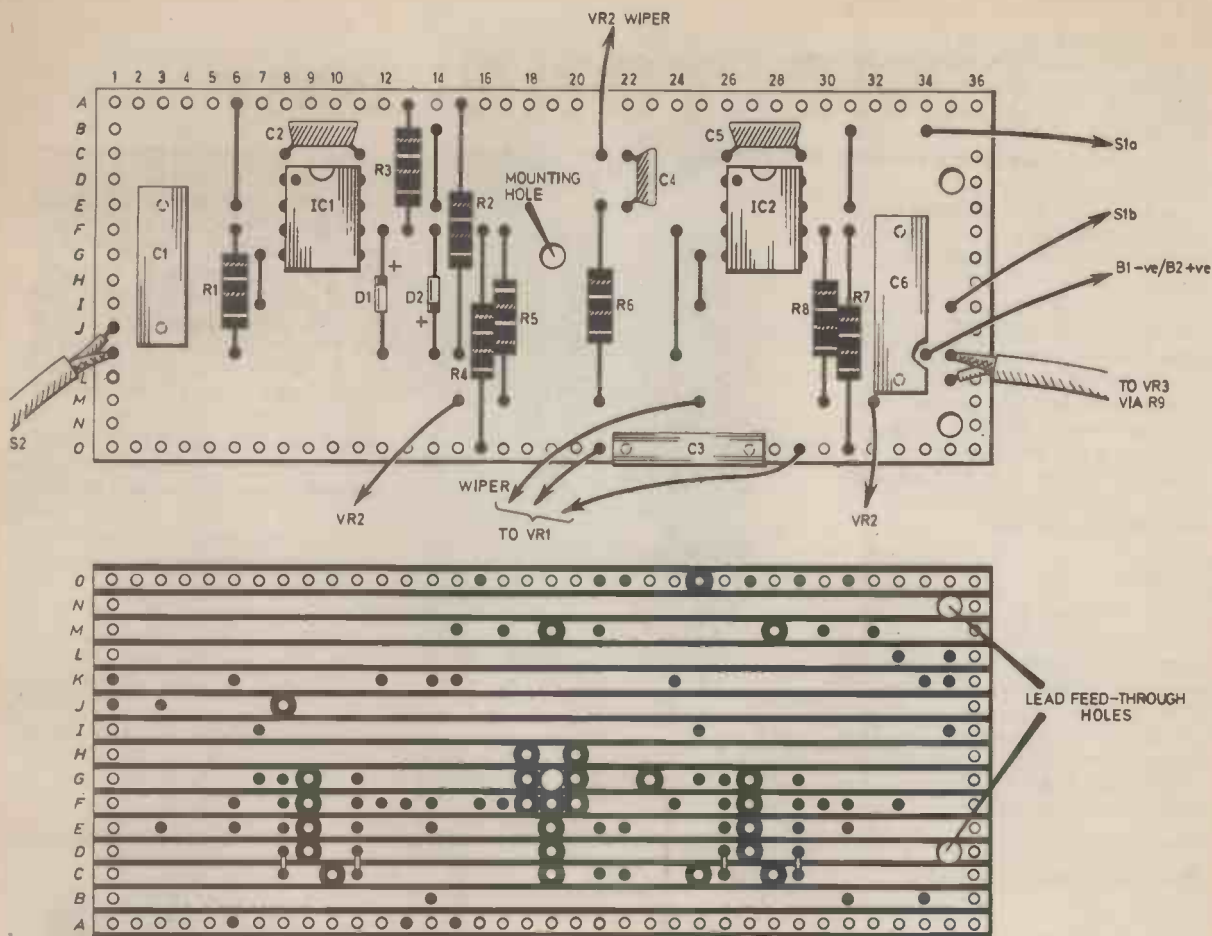 VR2 WIPER
1 2 3 4 6 7 8 9 10 12 14 16 18 20 22 24 26 28 30 32 34 36
A
B
C2
C5
S1a
C
R3
D
MOUNTING
HOLE
C4
E
IC1
R2
IC2
S1b
F
G
C1
B1-ve/B2+ve
H
R1
D1
+
D2
C6
R7
I
R8
R6
+
R5
J
R4
L
TO VR3
VIA R9
M
S2
N
O
C3
WIPER
VR2
TO VR1
VR2
O
N
M
L
K
LEAD FEED-THROUGH
HOLES
J
I
H
G
F
E
D
C
B
A